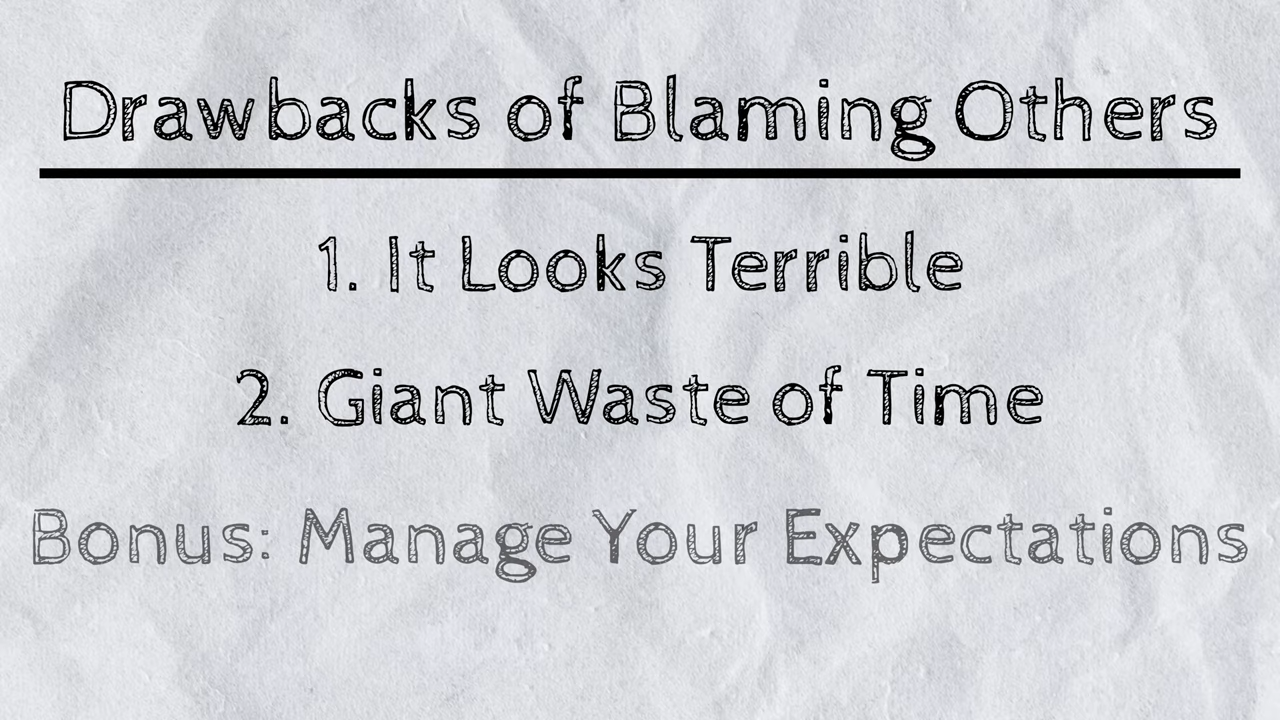 Drawbacks of Blaming Others
1. It Looks Terrible
2. Giant Waste of Time
Bonus: Manage Your Expectations